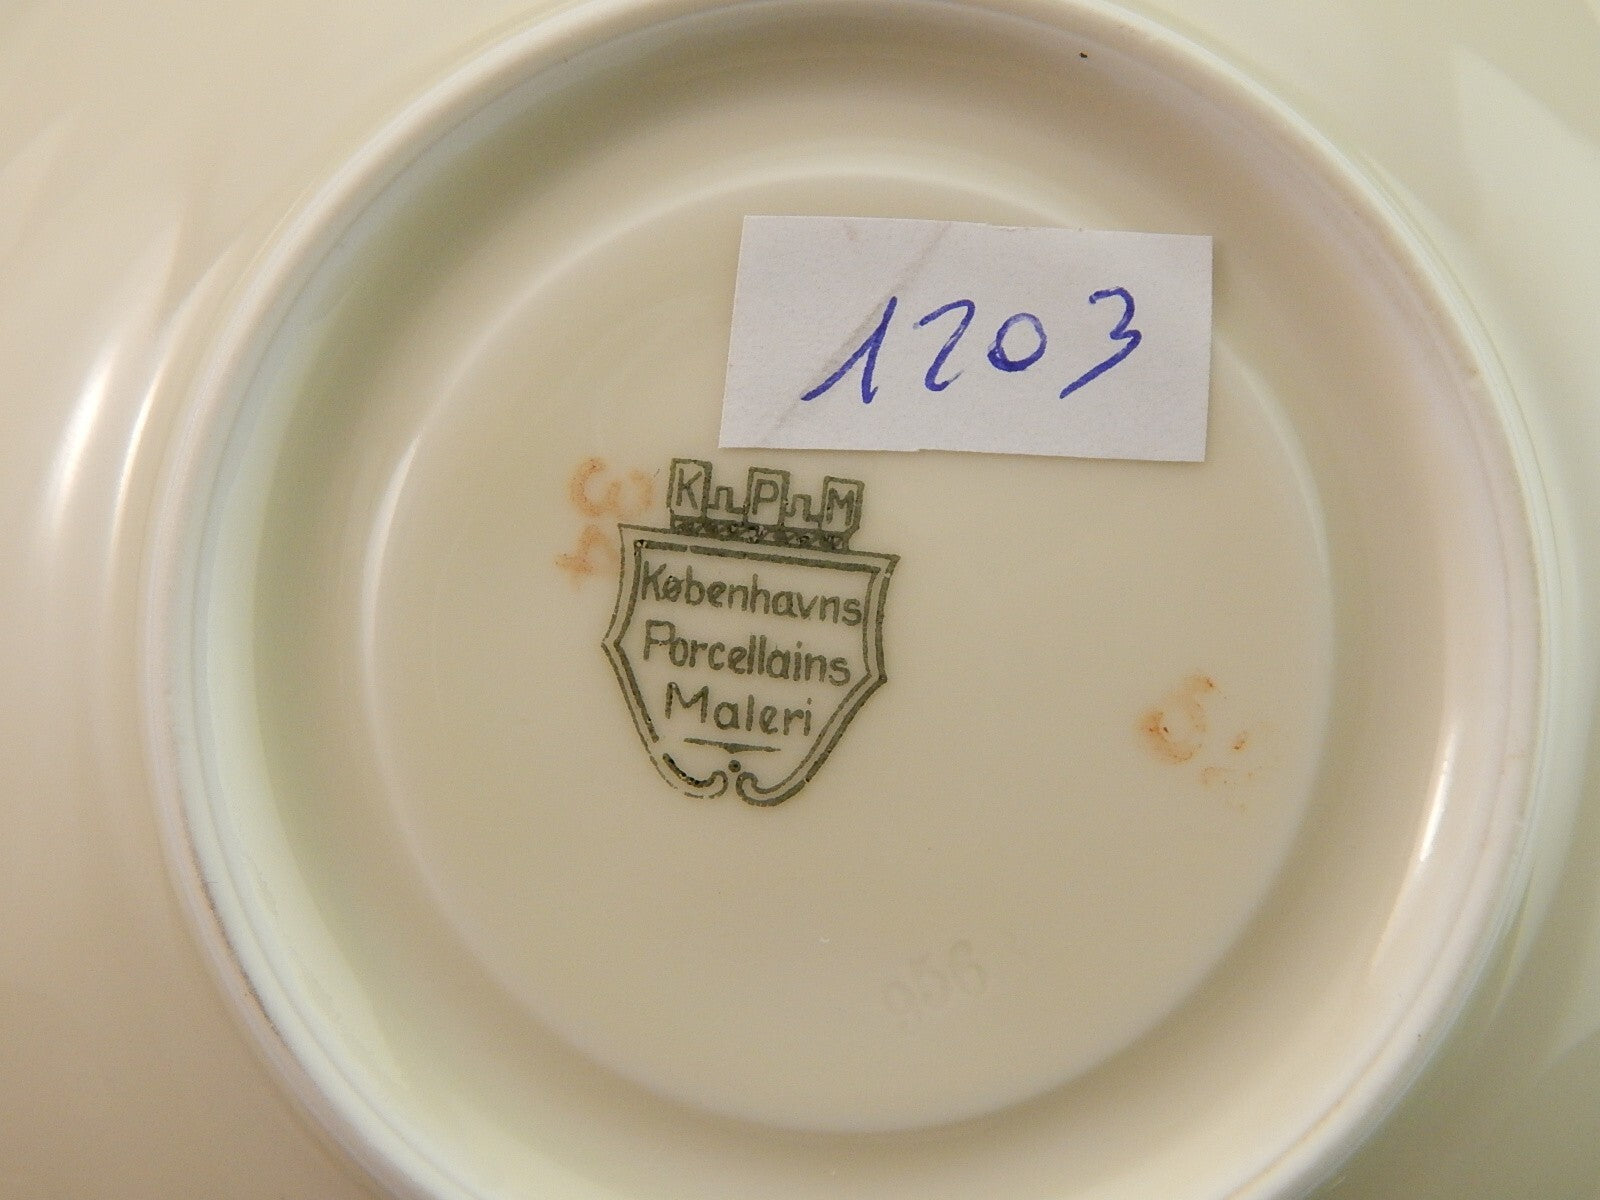 1203
K P M
Københavns
Porcellains
Maleri